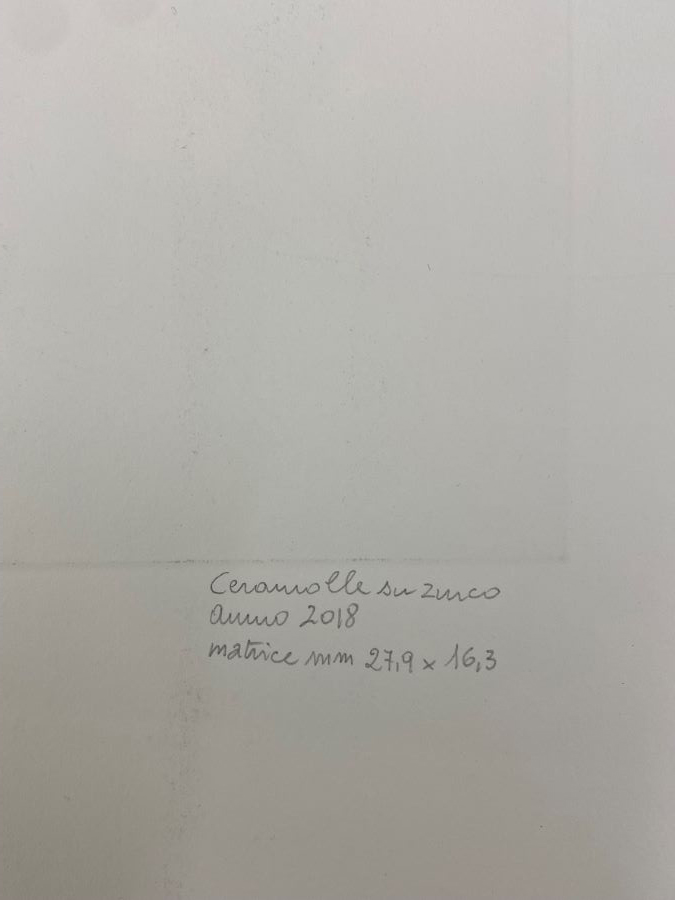 Ceramolle su zinco
Anno 2018
matrice mm 27,9 x 16,3